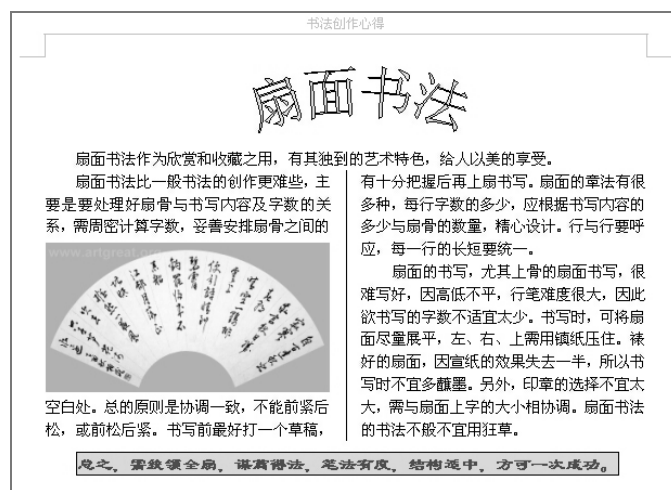 书法创作心得
扇面书法
扇面书法作为欣赏和收藏之用，有其独到的艺术特色，给人以美的享受。
扇面书法比一般书法的创作更难些，主
要是要处理好扇骨与书写内容及字数的关
系，需周密计算字数，妥善安排扇骨之间的
www.artgreat.com
空白处。总的原则是协调一致，不能前紧后
松，或前松后紧。书写前最好打一个草稿，
有十分把握后再上扇书写。扇面的章法有很
多种，每行字数的多少，应根据书写内容的
多少与扇骨的数量，精心设计。行与行要呼
应，每一行的长短要统一。
扇面的书写，尤其上骨的扇面书写，很
难写好，因高低不平，行笔难度很大，因此
欲书写的字数不适宜太少。书写时，可将扇
面尽量展平，左、右、上需用镇纸压住。裱
好的扇面，因宣纸的效果失去一半，所以书
写时不宜多蘸墨。另外，印章的选择不宜太
大，需与扇面上字的大小相协调。扇面书法
的书法不般不宜用狂草。
总之，需统领全扇，谋篇得法，笔法有度，结构适中，方可一次成功。